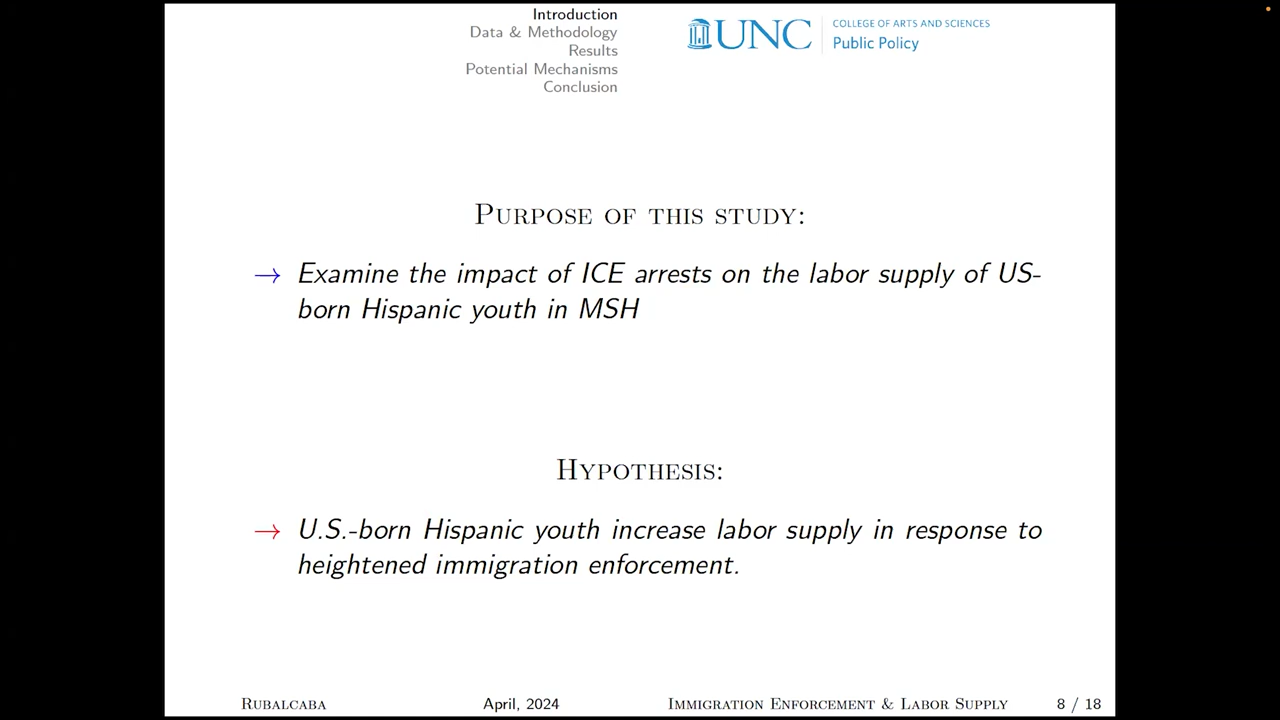 Introduction
Data & Methodology
Results
Potential Mechanisms
Conclusion
UNC
COLLEGE OF ARTS AND SCIENCES
Public Policy
Purpose of this study:
→ Examine the impact of ICE arrests on the labor supply of US-
born Hispanic youth in MSH
Hypothesis:
→ U.S.-born Hispanic youth increase labor supply in response to
heightened immigration enforcement.
Rubalcaba April, 2024 Immigration Enforcement & Labor Supply 8 / 18